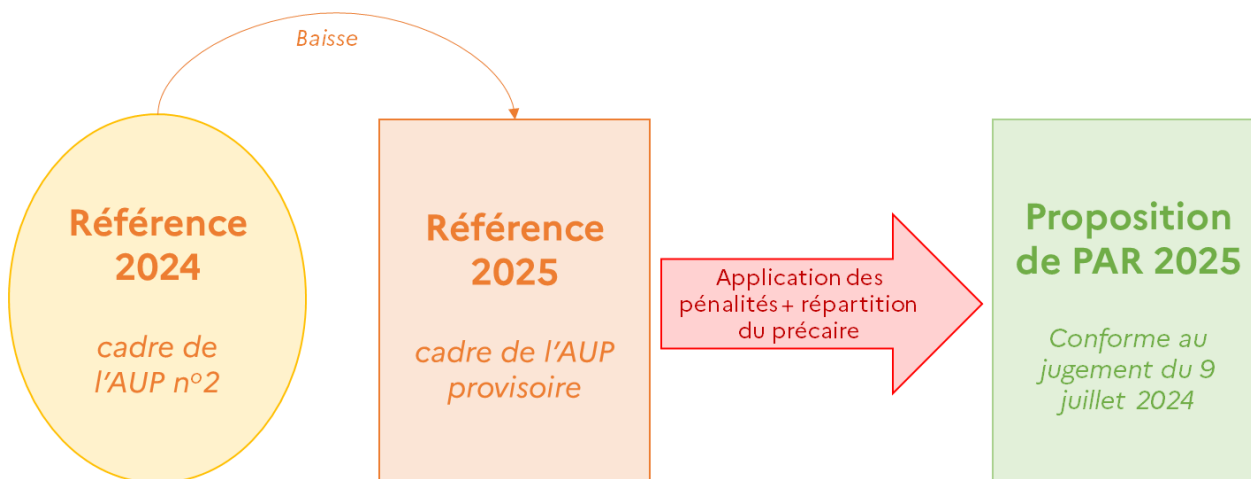 Baisse
Référence
2024
cadre de
l'AUP n°2
Référence
2025
cadre de l'AUP
provisoire
Application des
pénalités + répartition
du précaire
Proposition
de PAR 2025
Conforme au
jugement du 9
juillet 2024